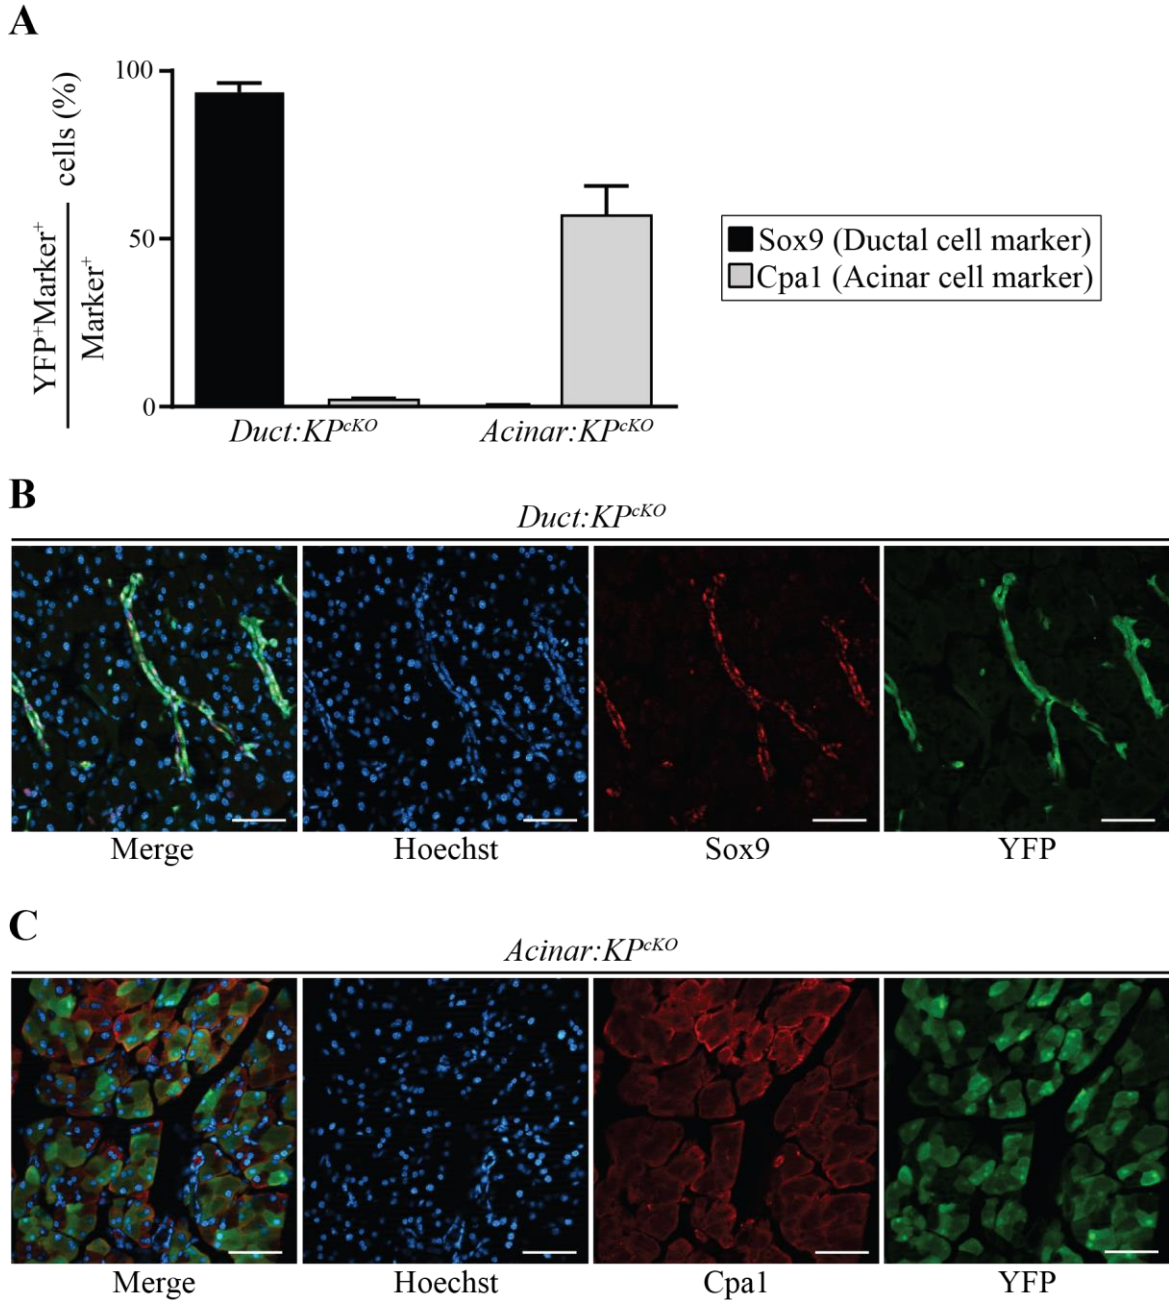 A
100
50
0
YFP⁺Marker⁺
Marker⁺
cells (%)
Duct:KPᶜᴷᴼ
Acinar:KPᶜᴷᴼ
Sox9 (Ductal cell marker)
Cpa1 (Acinar cell marker)
B
Duct:KPᶜᴷᴼ
Merge
Hoechst
Sox9
YFP
C
Acinar:KPᶜᴷᴼ
Merge
Hoechst
Cpa1
YFP